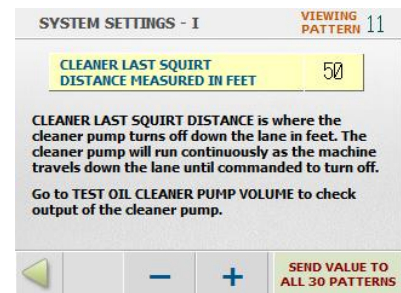 SYSTEM SETTINGS - I
VIEWING
PATTERN 11
CLEANER LAST SQUIRT
DISTANCE MEASURED IN FEET
50
CLEANER LAST SQUIRT DISTANCE is where the
cleaner pump turns off down the lane in feet. The
cleaner pump will run continuously as the machine
travels down the lane until commanded to turn off.
Go to TEST OIL CLEANER PUMP VOLUME to check
output of the cleaner pump.
− +
SEND VALUE TO
ALL 30 PATTERNS